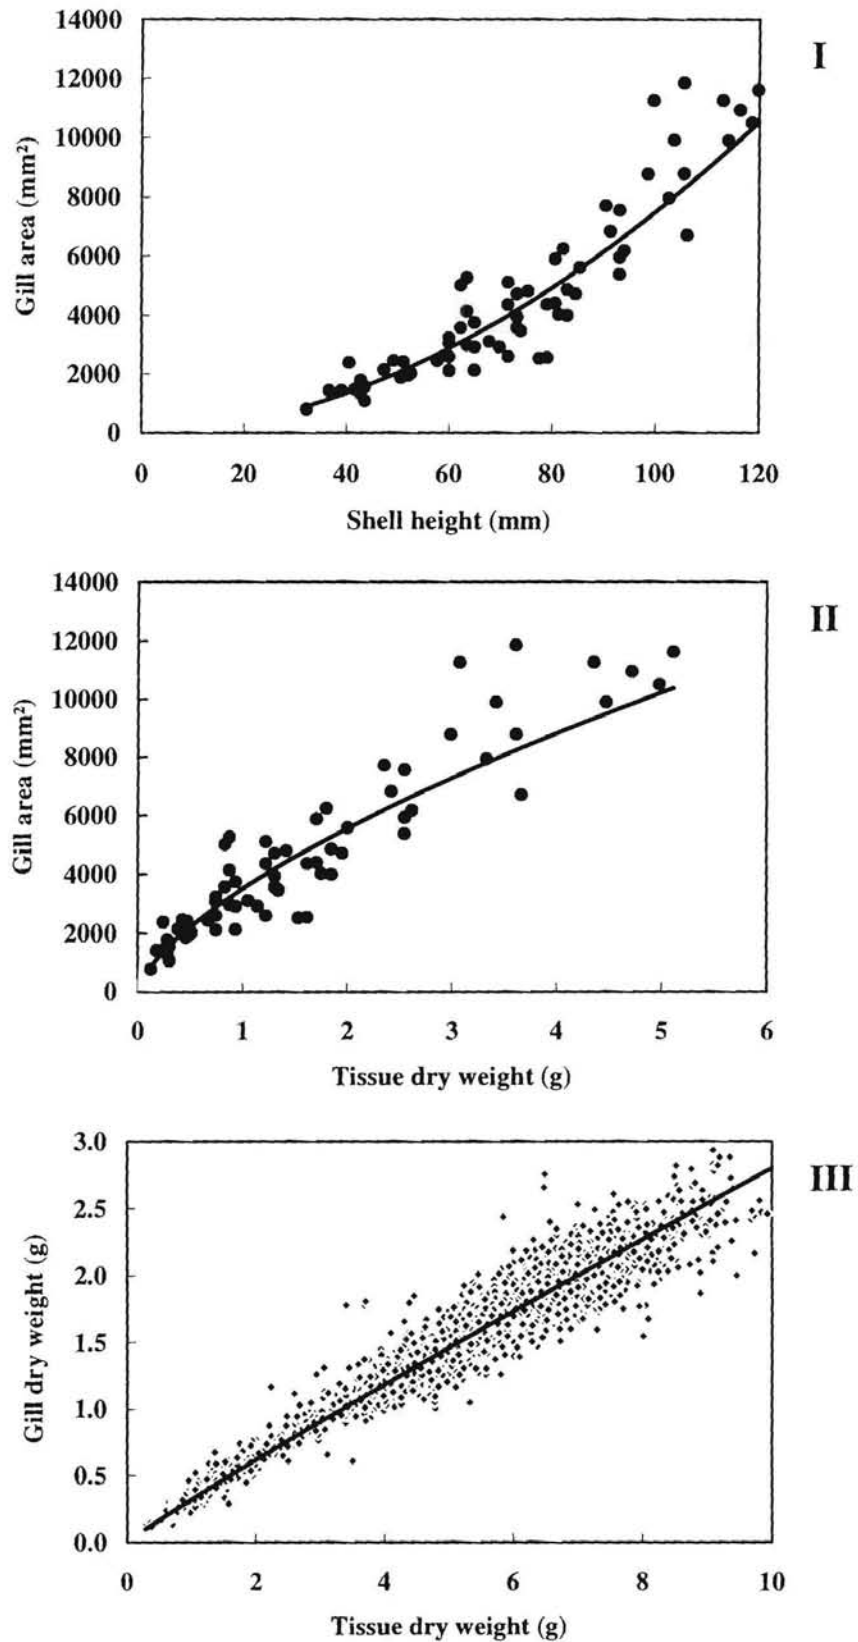 14000
I
12000
10000
8000
6000
4000
2000
0
Gill area (mm²)
0 20 40 60 80 100 120
Shell height (mm)
14000
II
12000
10000
8000
6000
4000
2000
0
Gill area (mm²)
0 1 2 3 4 5 6
Tissue dry weight (g)
3.0
III
2.5
2.0
1.5
1.0
0.5
0.0
Gill dry weight (g)
0 2 4 6 8 10
Tissue dry weight (g)